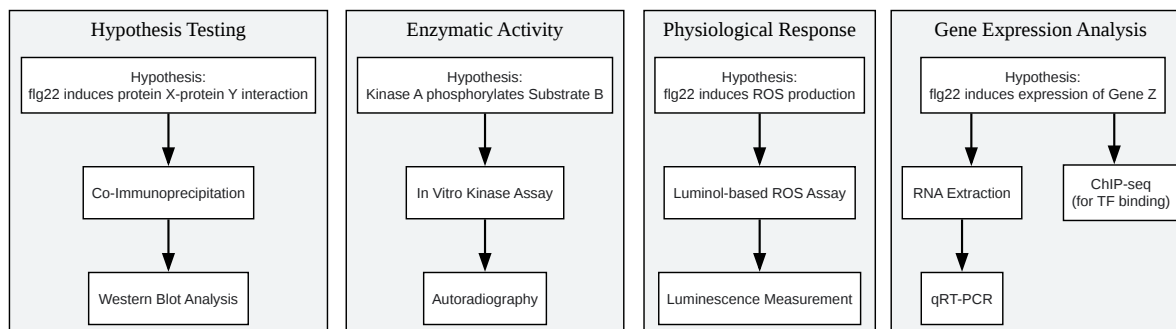 Hypothesis Testing
Hypothesis:
flg22 induces protein X-protein Y interaction
Co-Immunoprecipitation
Western Blot Analysis
Enzymatic Activity
Hypothesis:
Kinase A phosphorylates Substrate B
In Vitro Kinase Assay
Autoradiography
Physiological Response
Hypothesis:
flg22 induces ROS production
Luminol-based ROS Assay
Luminescence Measurement
Gene Expression Analysis
Hypothesis:
flg22 induces expression of Gene Z
RNA Extraction
ChIP-seq
(for TF binding)
qRT-PCR